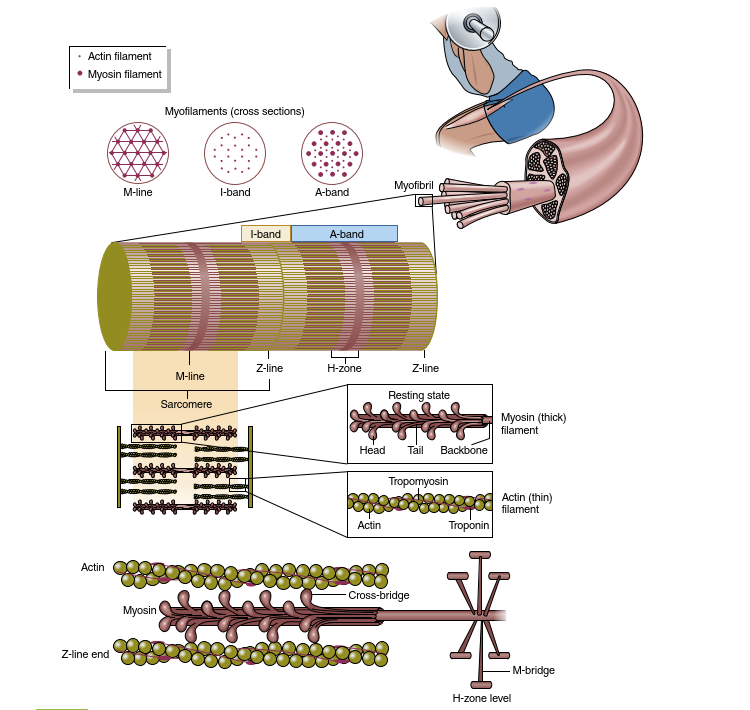 Actin filament
Myosin filament
Myofilaments (cross sections)
M-line
I-band
A-band
Myofibril
I-band
A-band
M-line
Z-line
H-zone
Z-line
Sarcomere
Resting state
Head
Tail
Backbone
Myosin (thick)
filament
Tropomyosin
Actin
Troponin
Actin (thin)
filament
Actin
Cross-bridge
Myosin
Z-line end
M-bridge
H-zone level